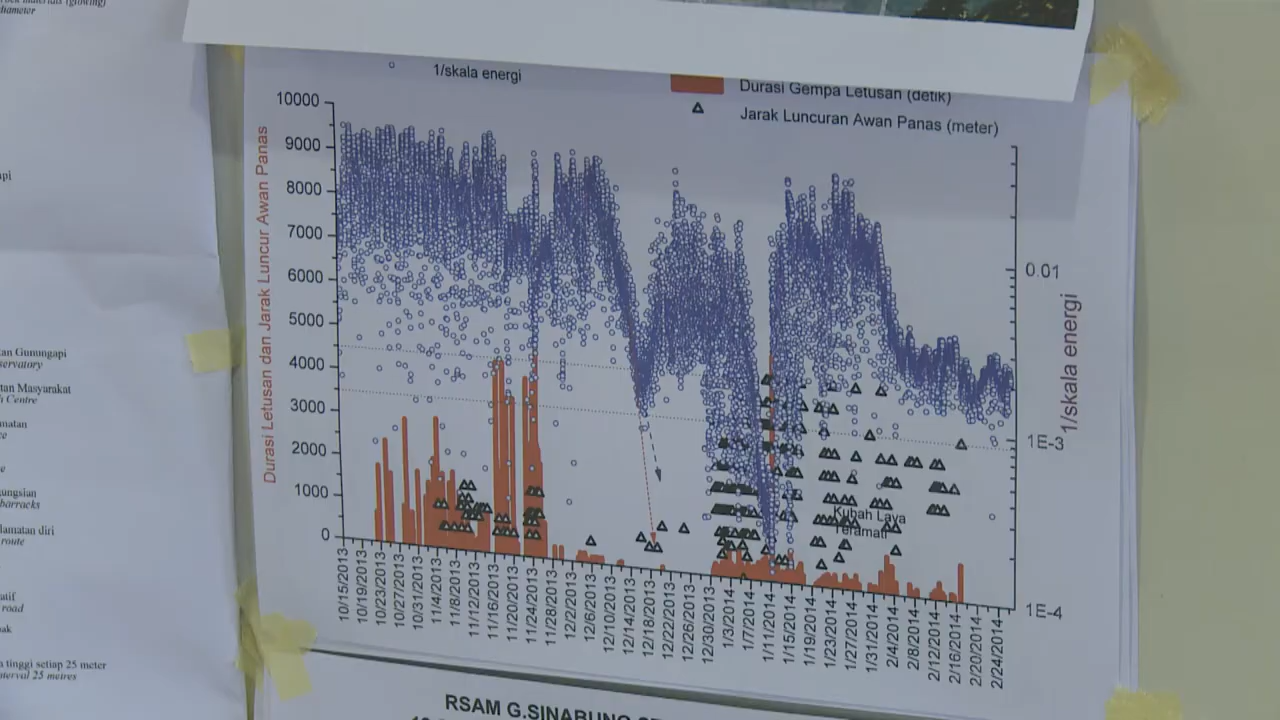 diameter
1/skala energi
Durasi Gempa Letusan (detik)
Jarak Luncuran Awan Panas (meter)
Durasi Letusan dan Jarak Luncur Awan Panas
10000
9000
8000
7000
6000
5000
4000
3000
2000
1000
0
0.01
1E-3
1E-4
1/skala energi
Kubah Lava
Teramati
10/15/2013
10/19/2013
10/23/2013
10/27/2013
10/31/2013
11/4/2013
11/8/2013
11/12/2013
11/16/2013
11/20/2013
11/24/2013
11/28/2013
12/2/2013
12/6/2013
12/10/2013
12/14/2013
12/18/2013
12/22/2013
12/26/2013
12/30/2013
1/3/2014
1/7/2014
1/11/2014
1/15/2014
1/19/2014
1/23/2014
1/27/2014
1/31/2014
2/4/2014
2/8/2014
2/12/2014
2/16/2014
2/20/2014
2/24/2014
an Gunungapi
servatory
tan Masyarakat
Centre
ungsian
barracks
lamatan diri
route
road
tinggi setiap 25 meter
25 metres
RSAM G.SINABUNG